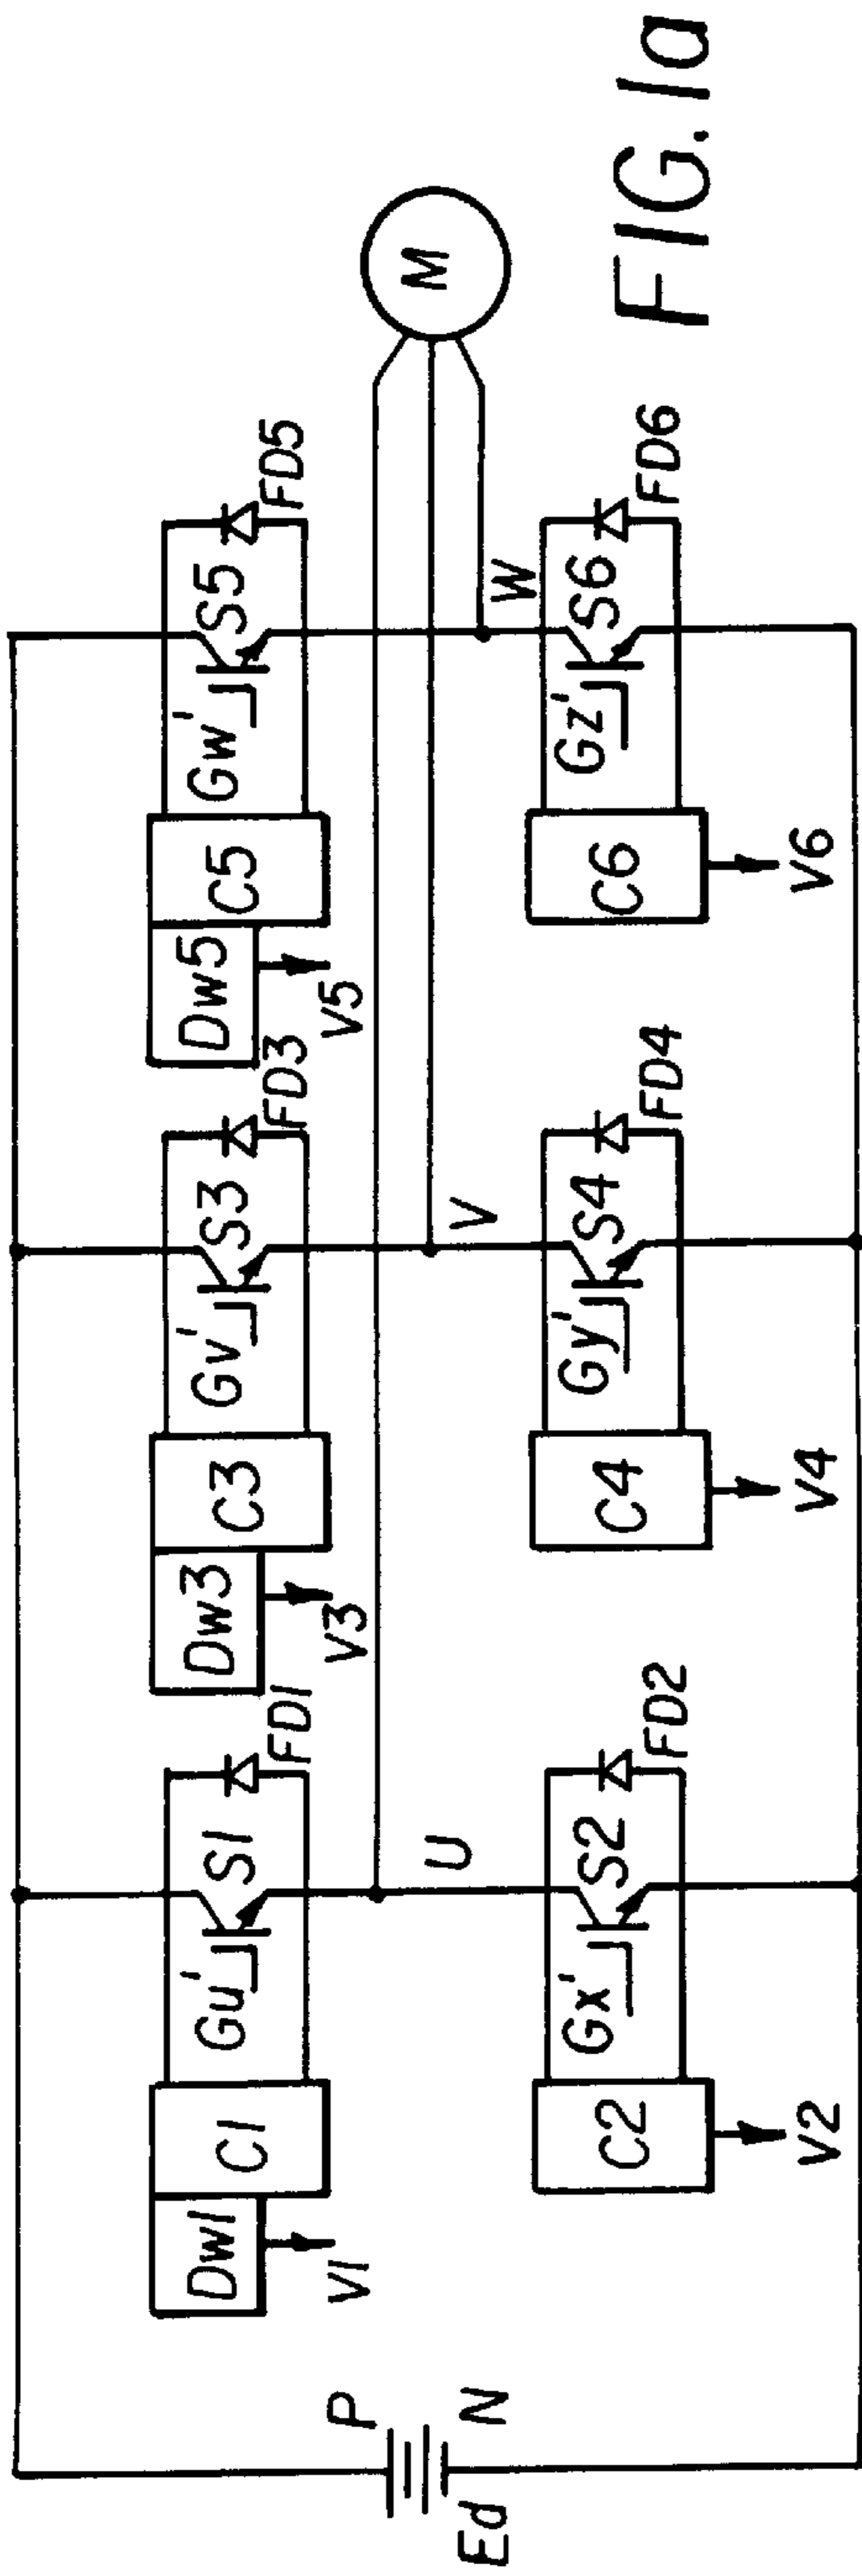 Dw1
C1
Gu'
S1
FD1
V1
Dw3
C3
Gv'
S3
FD3
V3
Dw5
C5
Gw'
S5
FD5
V5
Ed
P
N
U
V
W
M
C2
Gx'
S2
FD2
V2
C4
Gy'
S4
FD4
V4
C6
Gz'
S6
FD6
V6
FIG. 1a